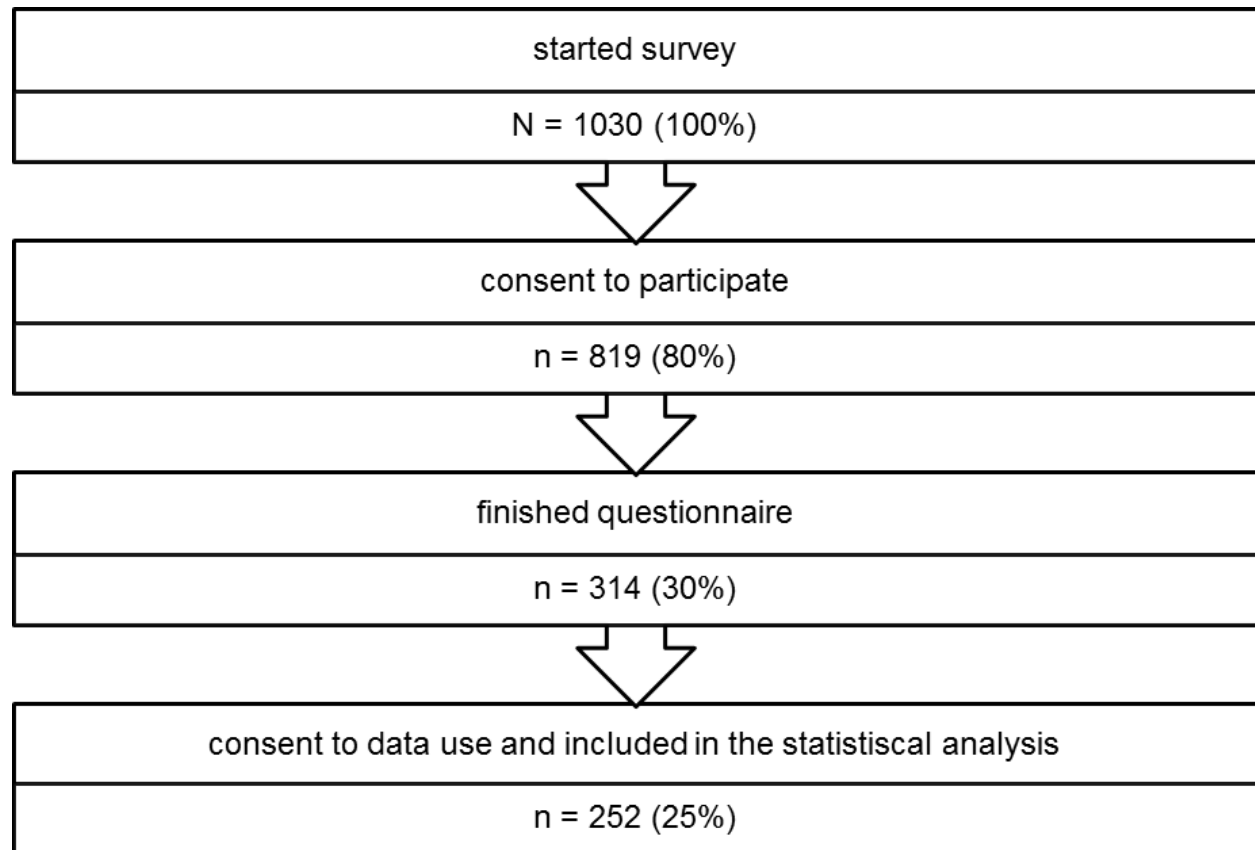 started survey
N = 1030 (100%)
consent to participate
n = 819 (80%)
finished questionnaire
n = 314 (30%)
consent to data use and included in the statistiscal analysis
n = 252 (25%)